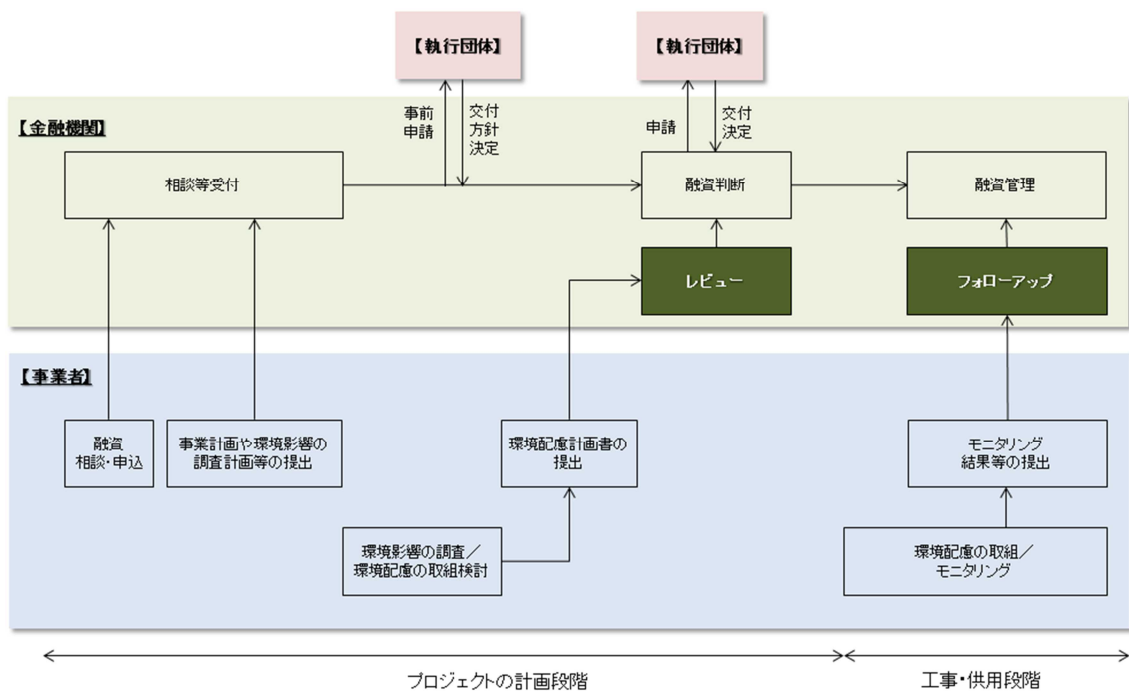 【執行団体】
【執行団体】
事前
申請
交付
方針
決定
申請
交付
決定
【金融機関】
相談等受付
融資判断
融資管理
レビュー
フォローアップ
【事業者】
融資
相談・申込
事業計画や環境影響の
調査計画等の提出
環境配慮計画書の
提出
モニタリング
結果等の提出
環境影響の調査／
環境配慮の取組検討
環境配慮の取組／
モニタリング
プロジェクトの計画段階
工事・供用段階